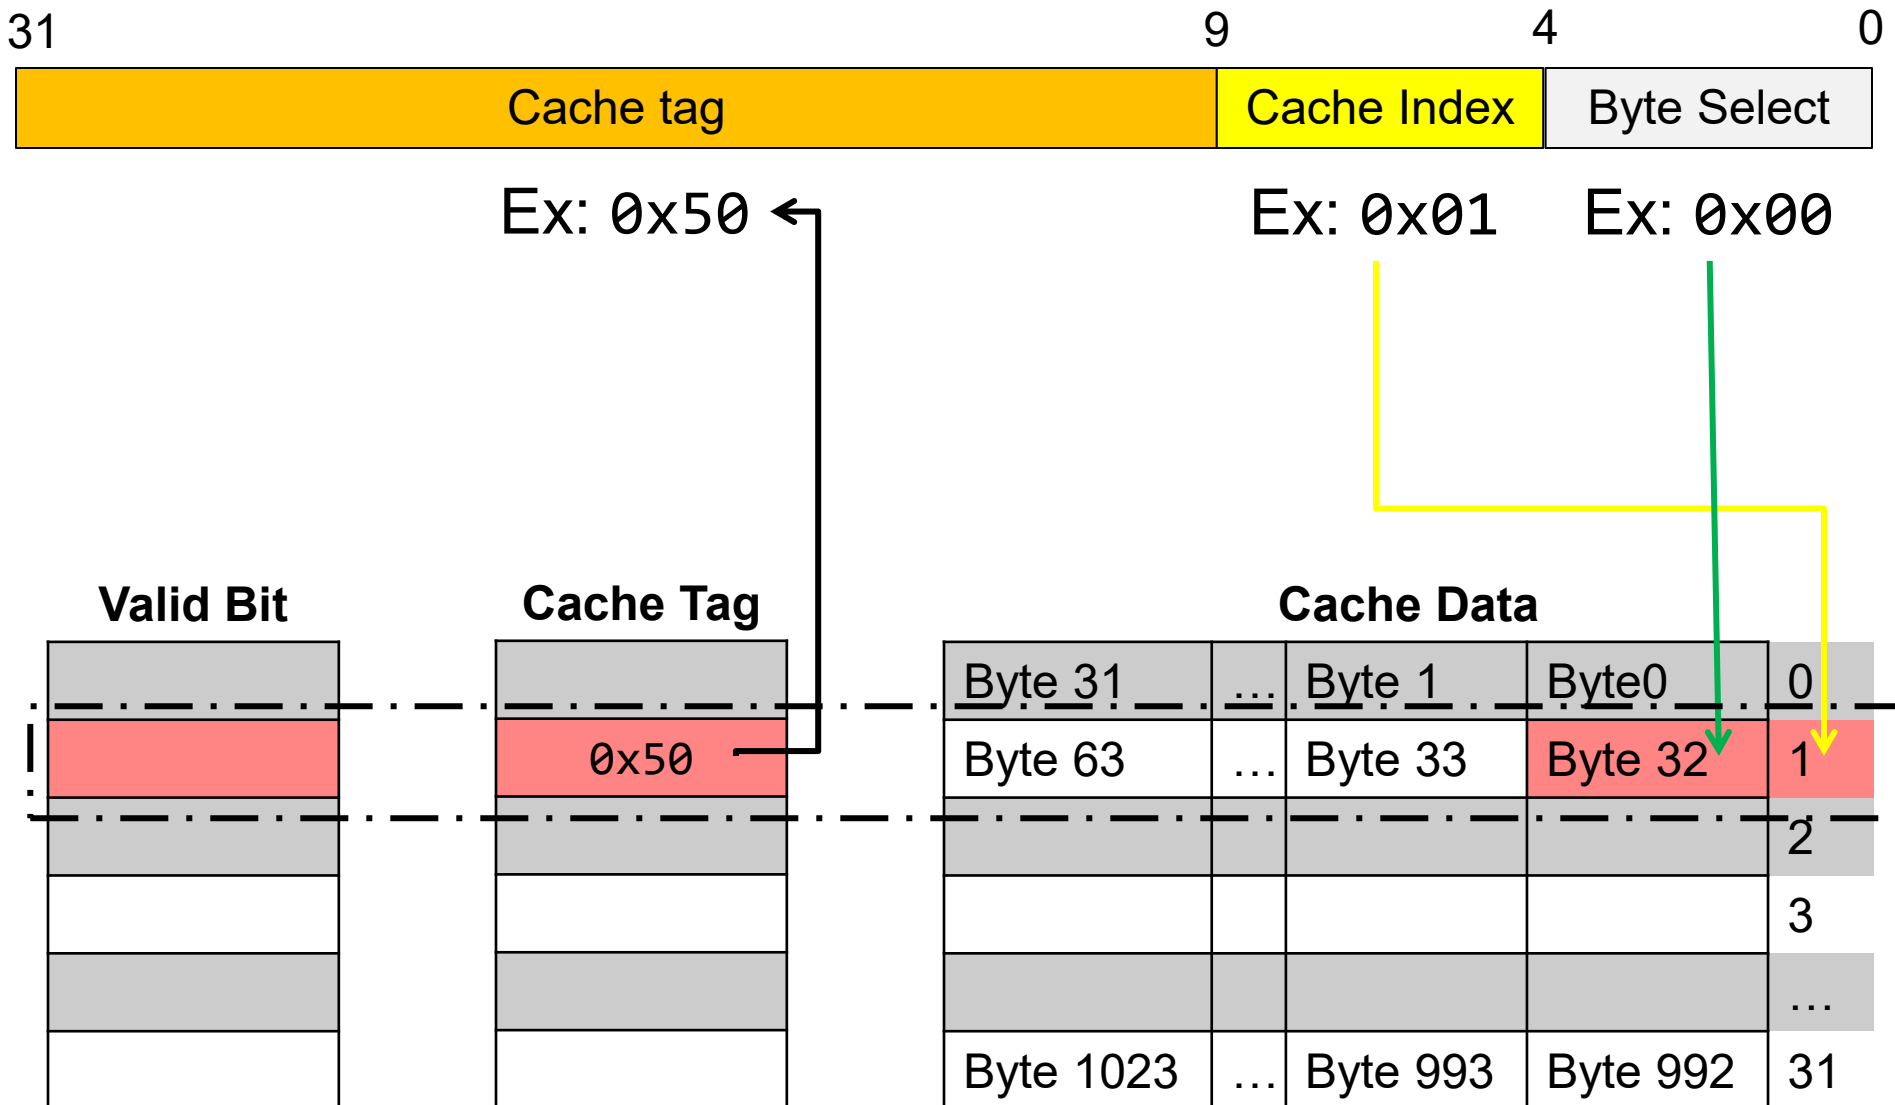 31 9 4 0
Cache tag Cache Index Byte Select
Ex: 0x50 Ex: 0x01 Ex: 0x00
Valid Bit Cache Tag Cache Data
Byte 31 ... Byte 1 Byte0 0
0x50 Byte 63 ... Byte 33 Byte 32 1
2
3
...
Byte 1023 ... Byte 993 Byte 992 31